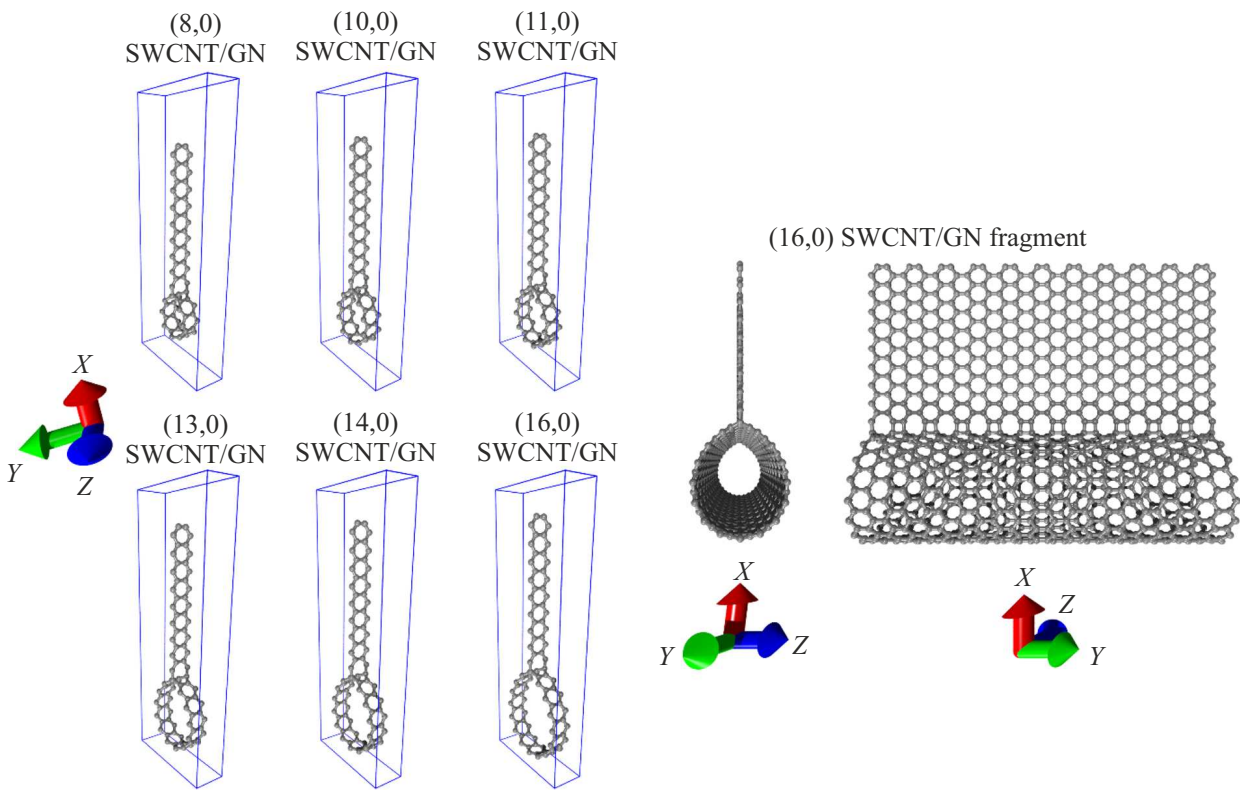 (8,0)
SWCNT/GN
(10,0)
SWCNT/GN
(11,0)
SWCNT/GN
X
Y
Z
(13,0)
SWCNT/GN
(14,0)
SWCNT/GN
(16,0)
SWCNT/GN
(16,0) SWCNT/GN fragment
X
Y
Z
X
Z
Y